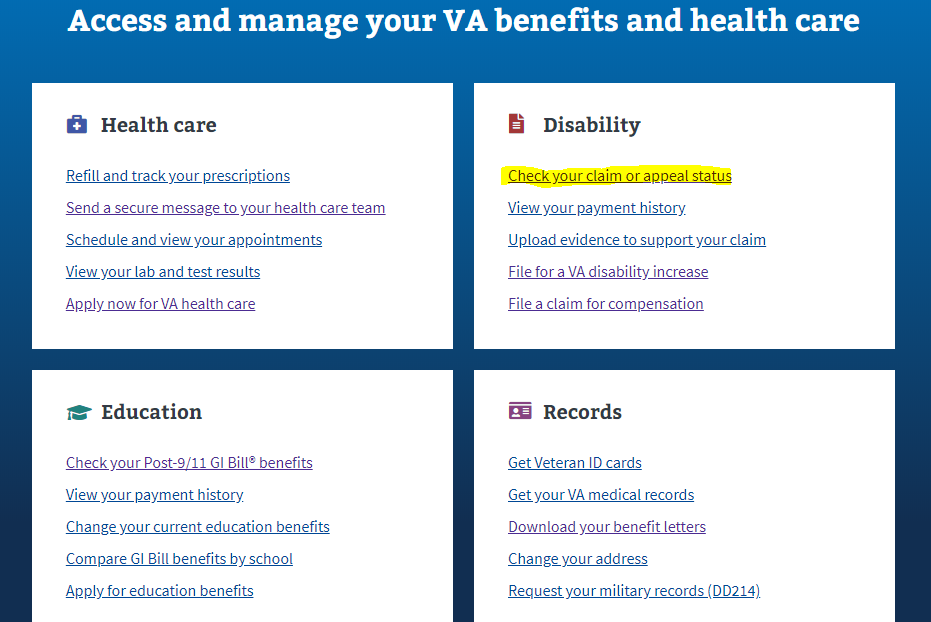 Access and manage your VA benefits and health care
Health care
Refill and track your prescriptions
Send a secure message to your health care team
Schedule and view your appointments
View your lab and test results
Apply now for VA health care
Disability
Check your claim or appeal status
View your payment history
Upload evidence to support your claim
File for a VA disability increase
File a claim for compensation
Education
Check your Post-9/11 GI Bill® benefits
View your payment history
Change your current education benefits
Compare GI Bill benefits by school
Apply for education benefits
Records
Get Veteran ID cards
Get your VA medical records
Download your benefit letters
Change your address
Request your military records (DD214)